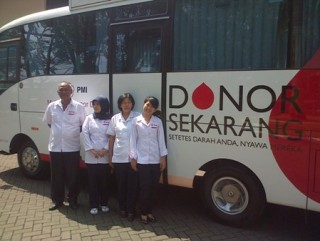 PMI
DONOR
SEKARANG
SETETES DARAH ANDA, NYAWA